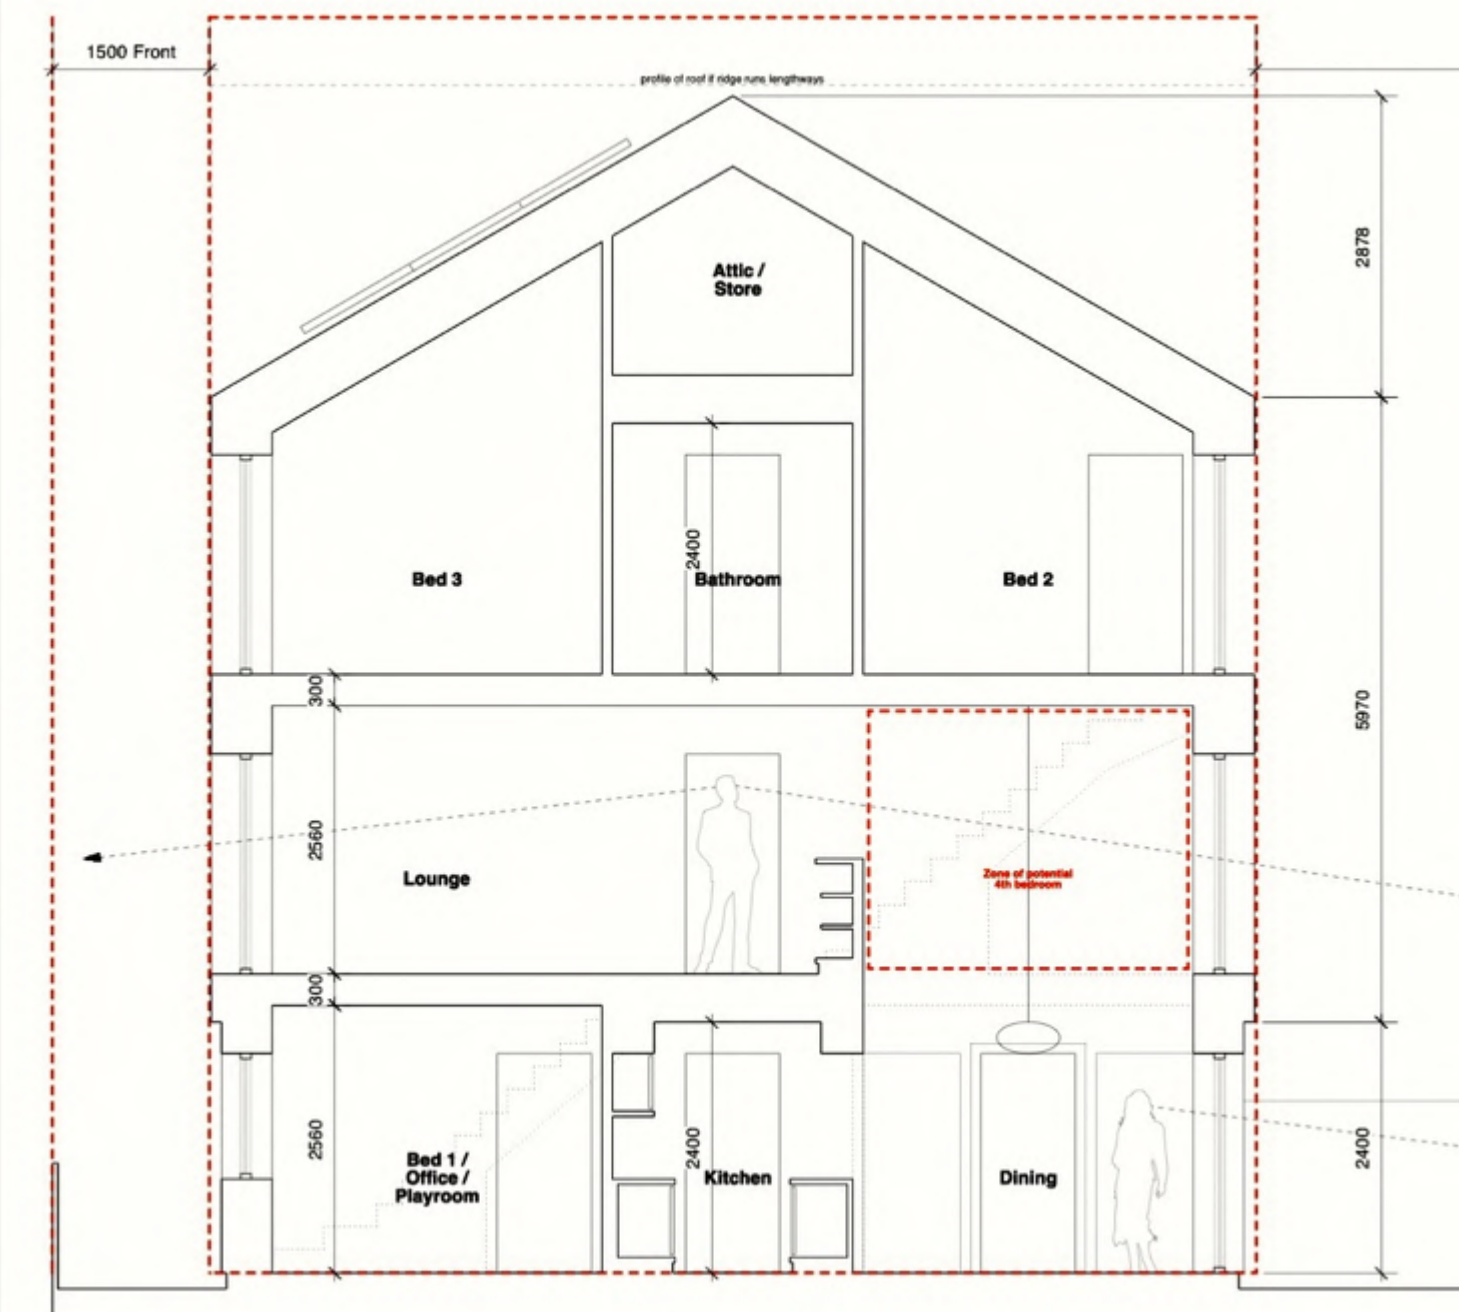 1500 Front
profile of roof if ridge runs lengthways
2878
Attic /
Store
2400
Bed 3
Bathroom
Bed 2
300
5970
2560
Lounge
Zone of potential
4th bedroom
300
2560
2400
2400
Bed 1 /
Office /
Playroom
Kitchen
Dining